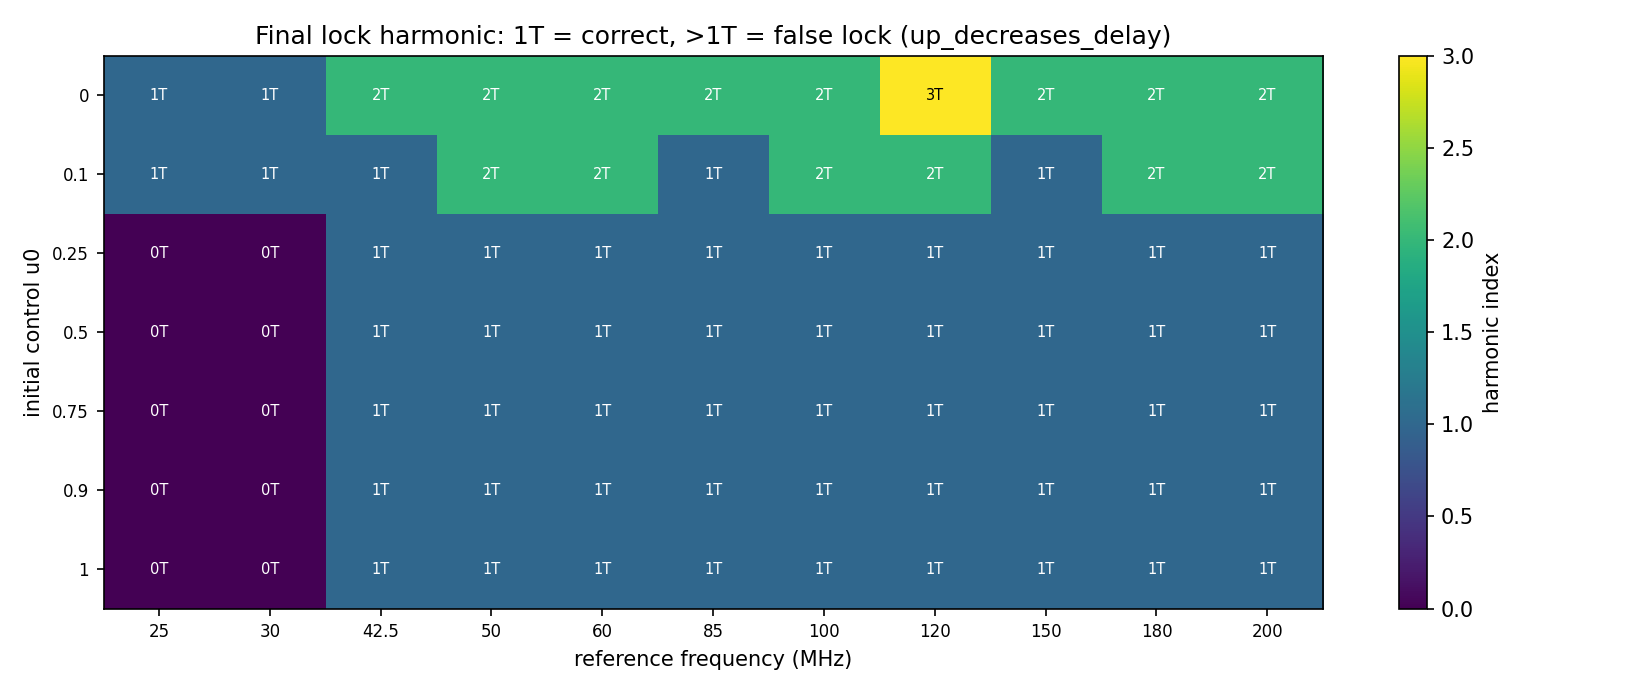 Final lock harmonic: 1T = correct, >1T = false lock (up_decreases_delay)
initial control u0
0 1T 1T 2T 2T 2T 2T 2T 3T 2T 2T 2T
0.1 1T 1T 1T 2T 2T 1T 2T 2T 1T 2T 2T
0.25 0T 0T 1T 1T 1T 1T 1T 1T 1T 1T 1T
0.5 0T 0T 1T 1T 1T 1T 1T 1T 1T 1T 1T
0.75 0T 0T 1T 1T 1T 1T 1T 1T 1T 1T 1T
0.9 0T 0T 1T 1T 1T 1T 1T 1T 1T 1T 1T
1 0T 0T 1T 1T 1T 1T 1T 1T 1T 1T 1T
25 30 42.5 50 60 85 100 120 150 180 200
reference frequency (MHz)
3.0
2.5
2.0
1.5
1.0
0.5
0.0
harmonic index